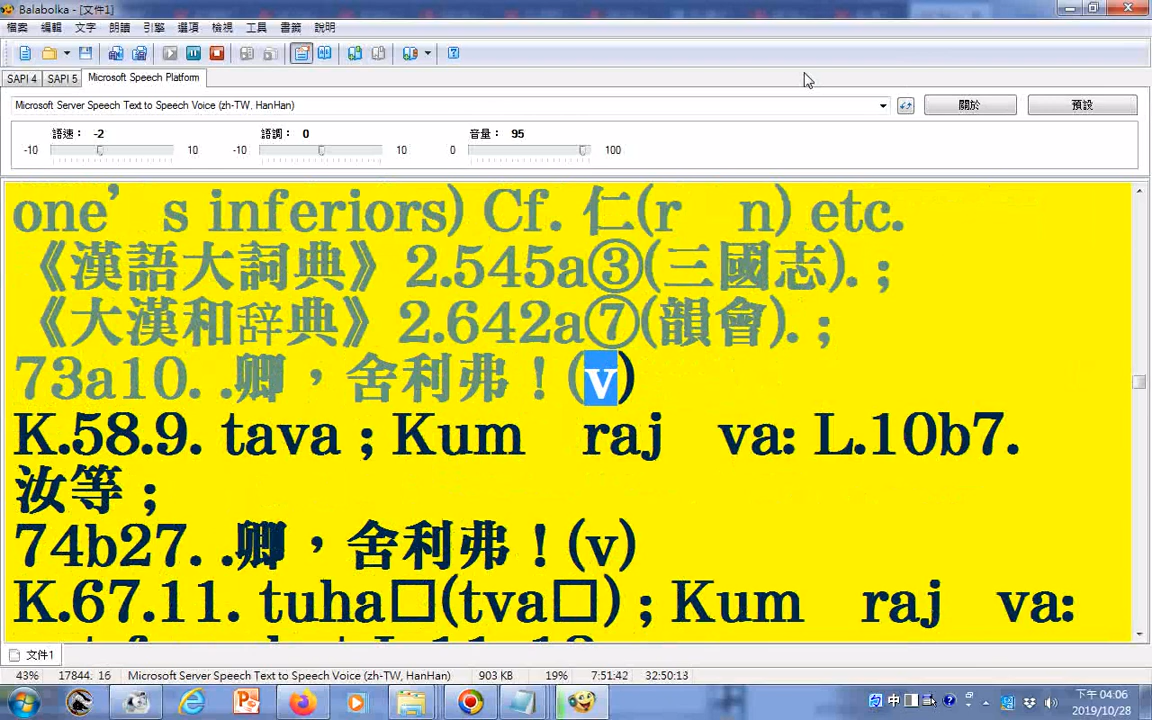 Balabolka - [文件1]
檔案 編輯 文字 朗讀 引擎 選項 檢視 工具 書籤 說明
SAPI 4 SAPI 5 Microsoft Speech Platform
Microsoft Server Speech Text to Speech Voice (zh-TW, HanHan) 關於 預設
語速： -2 語調： 0 音量： 95
-10 10 -10 10 0 100
one’ s inferiors) Cf. 仁(r n) etc.
《漢語大詞典》 2.545a③(三國志). ;
《大漢和辞典》 2.642a⑦(韻會). ;
73a10. .卿，舍利弗！(v)
K.58.9. tava ; Kum raj va: L.10b7.
汝等 ;
74b27. .卿，舍利弗！(v)
K.67.11. tuha□(tva□) ; Kum raj va:
文件1
43% 17844: 16 Microsoft Server Speech Text to Speech Voice (zh-TW, HanHan) 903 KB 19% 7:51:42 32:50:13
中 下午 04:06
2019/10/28